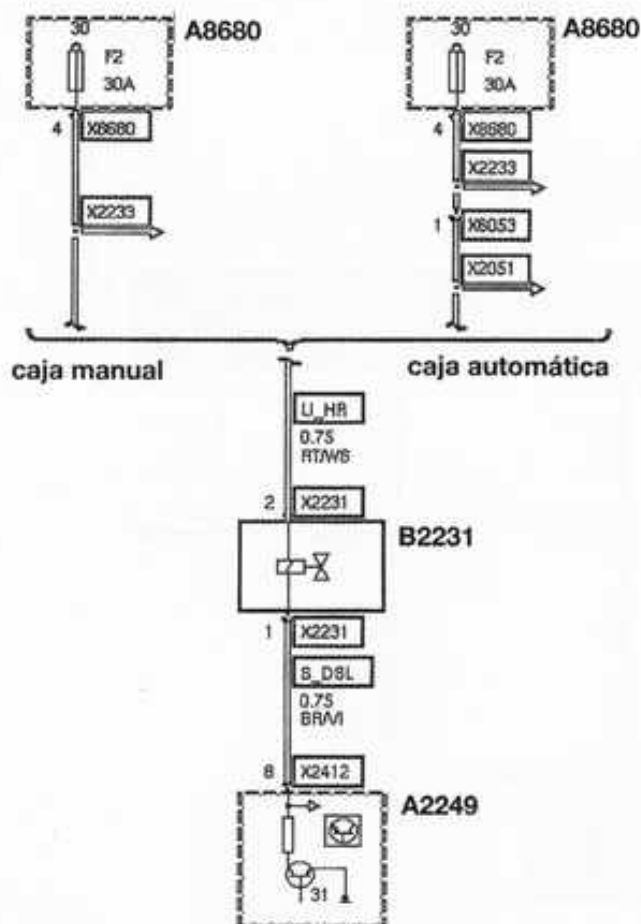 30
F2
30A
A8680
4 X8680
X2233
30
F2
30A
A8680
4 X8680
X2233
1 X6053
X2051
caja manual
caja automática
U_HR
0.75
RT/WS
2 X2231
B2231
1 X2231
S_DSL
0.75
BR/VI
8 X2412
A2249
31